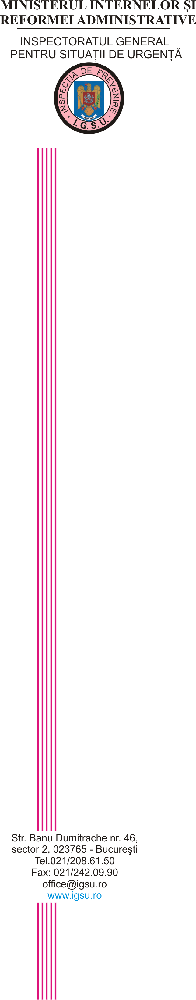 MINISTERUL INTERNELOR ŞI
REFORMEI ADMINISTRATIVE
INSPECTORATUL GENERAL
PENTRU SITUAȚII DE URGENȚĂ
INSPECȚIA DE PREVENIRE
* I. G. S. U. *
Str. Banu Dumitrache nr. 46,
sector 2, 023765 - Bucureşti
Tel.021/208.61.50
Fax: 021/242.09.90
office@igsu.ro
www.igsu.ro